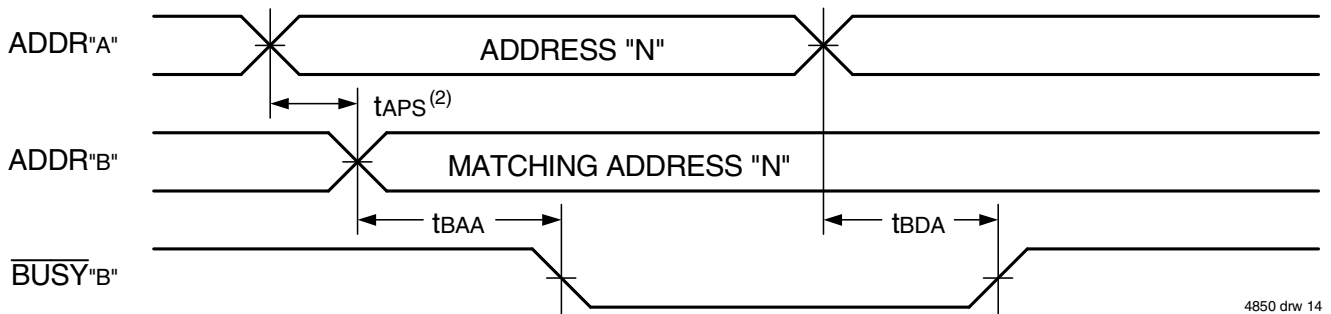 ADDR"A"
ADDRESS "N"
tAPS(2)
ADDR"B"
MATCHING ADDRESS "N"
tBAA
tBDA
BUSY"B"
4850 drw 14